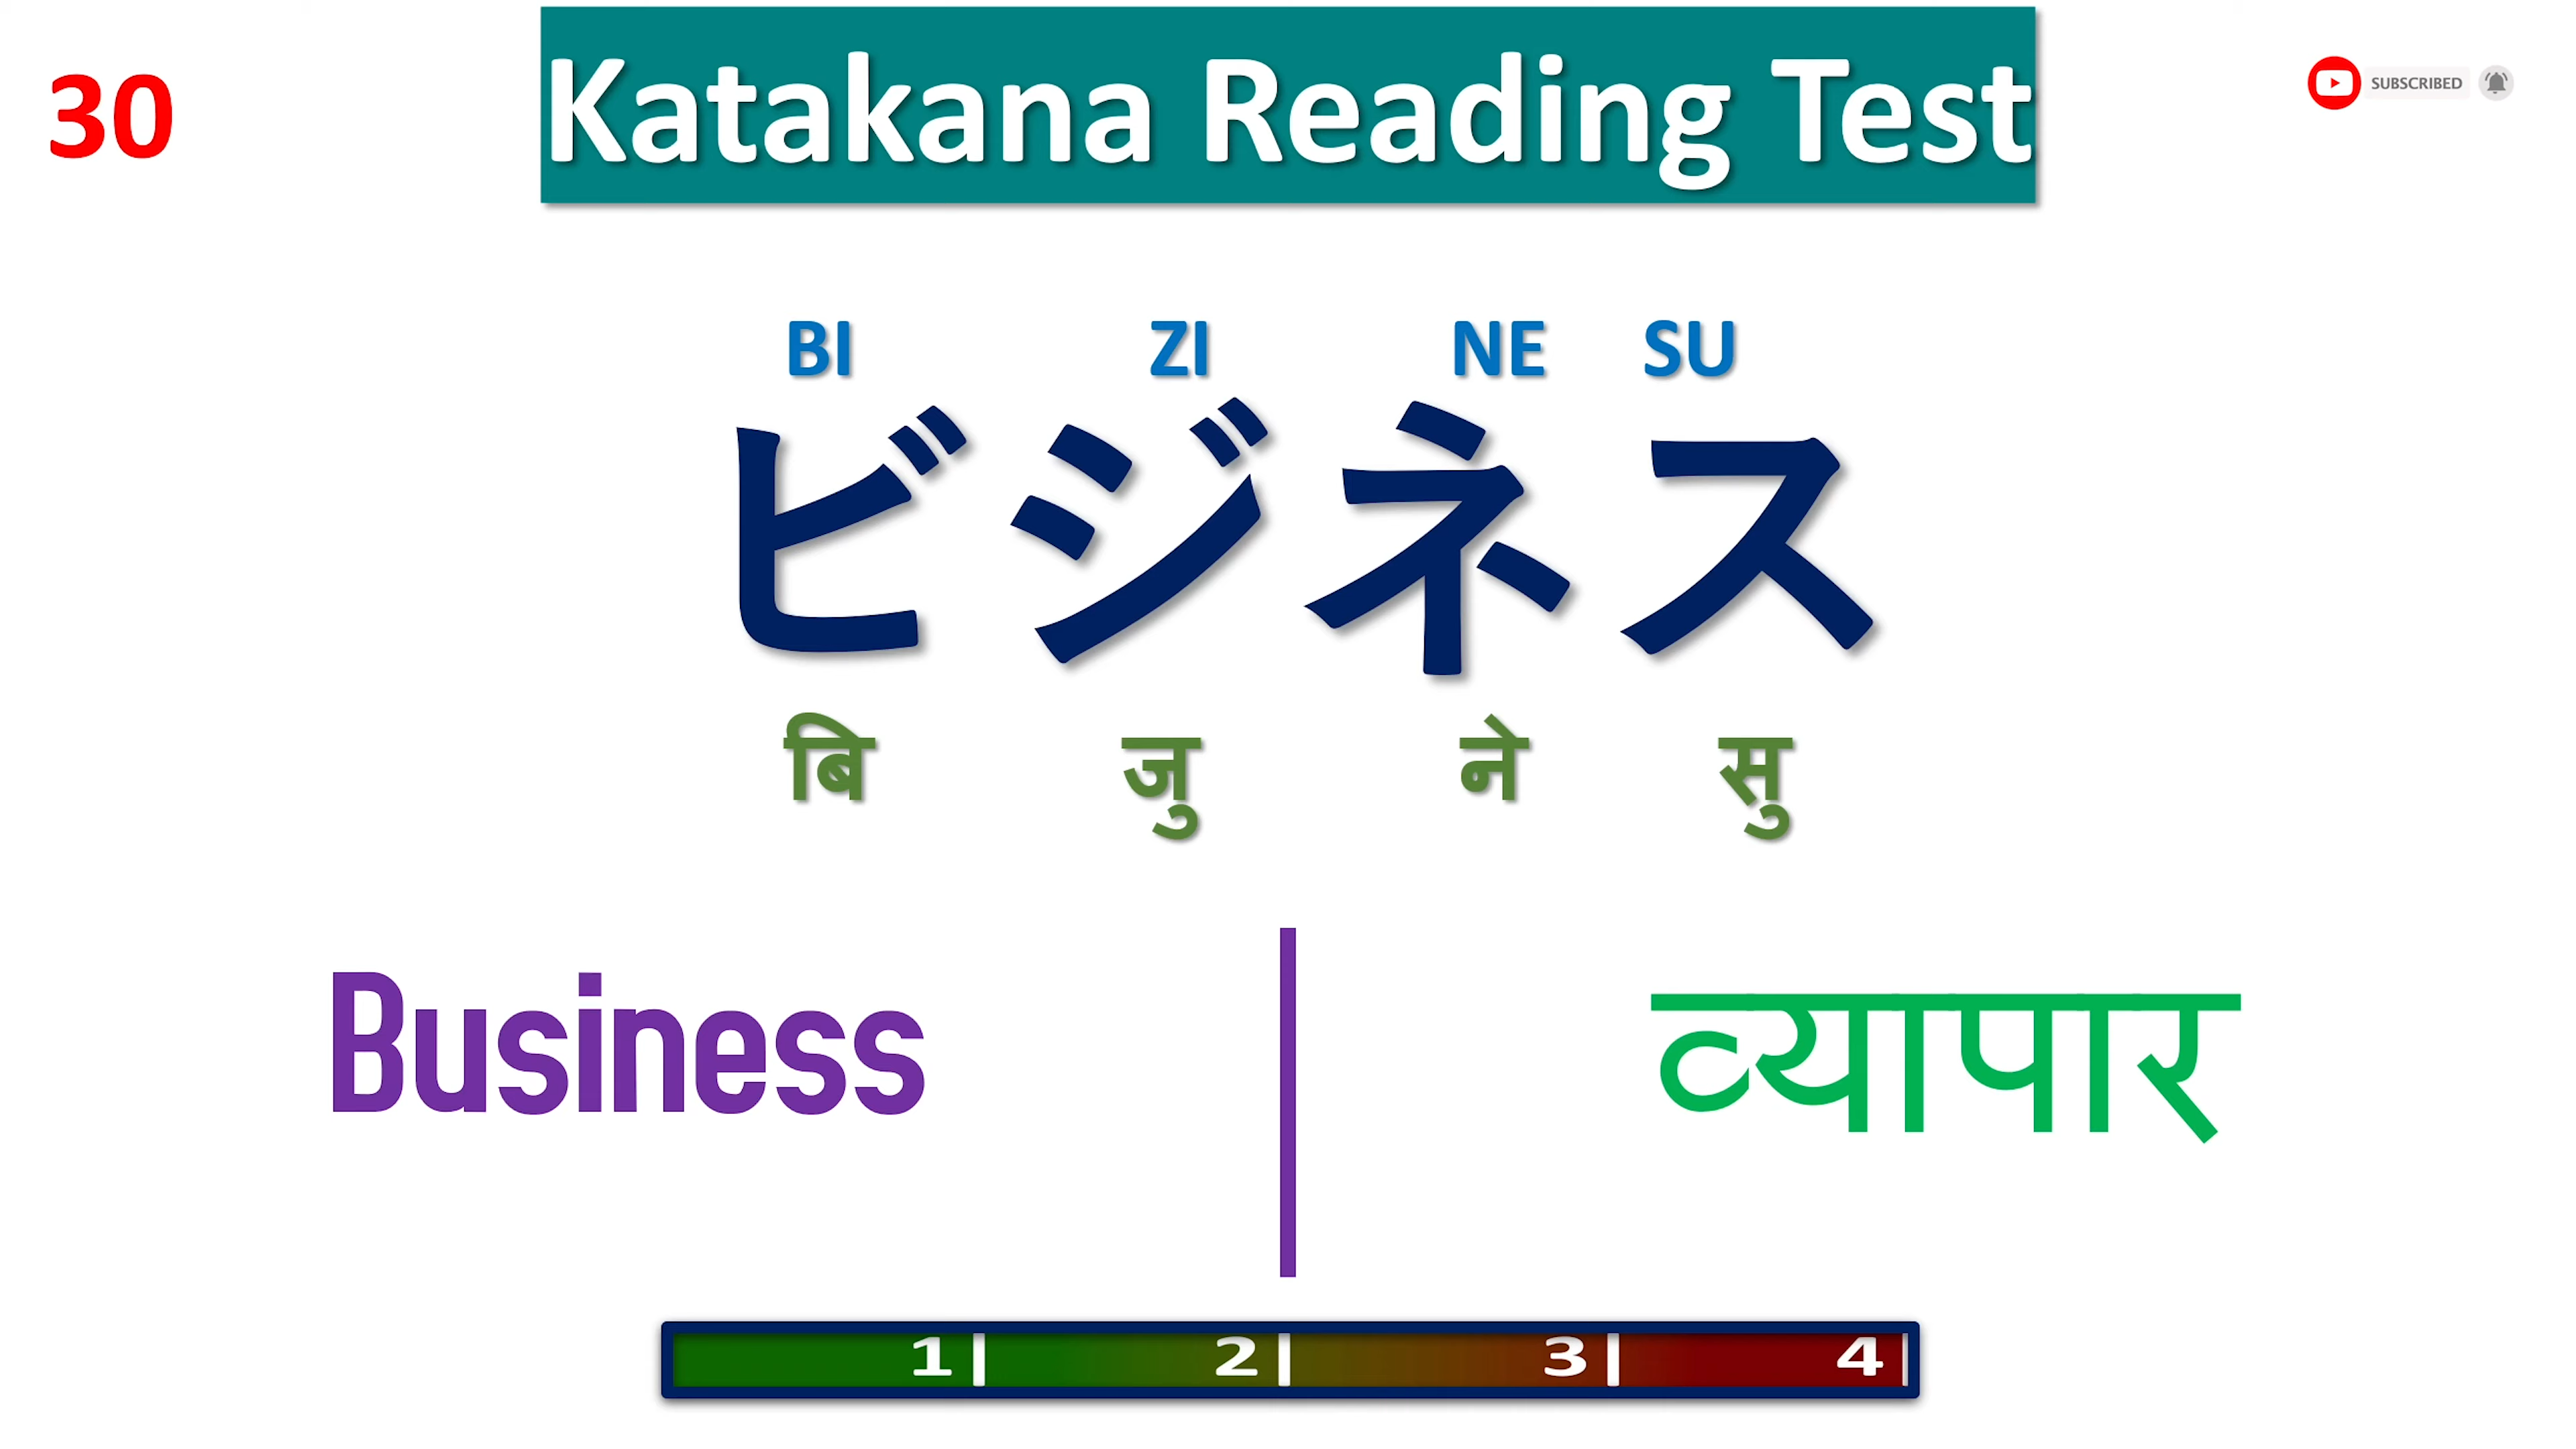 30
Katakana Reading Test
SUBSCRIBED
BI ZI NE SU
ビジネス
बि जु ने सु
Business
व्यापार
1 2 3 4